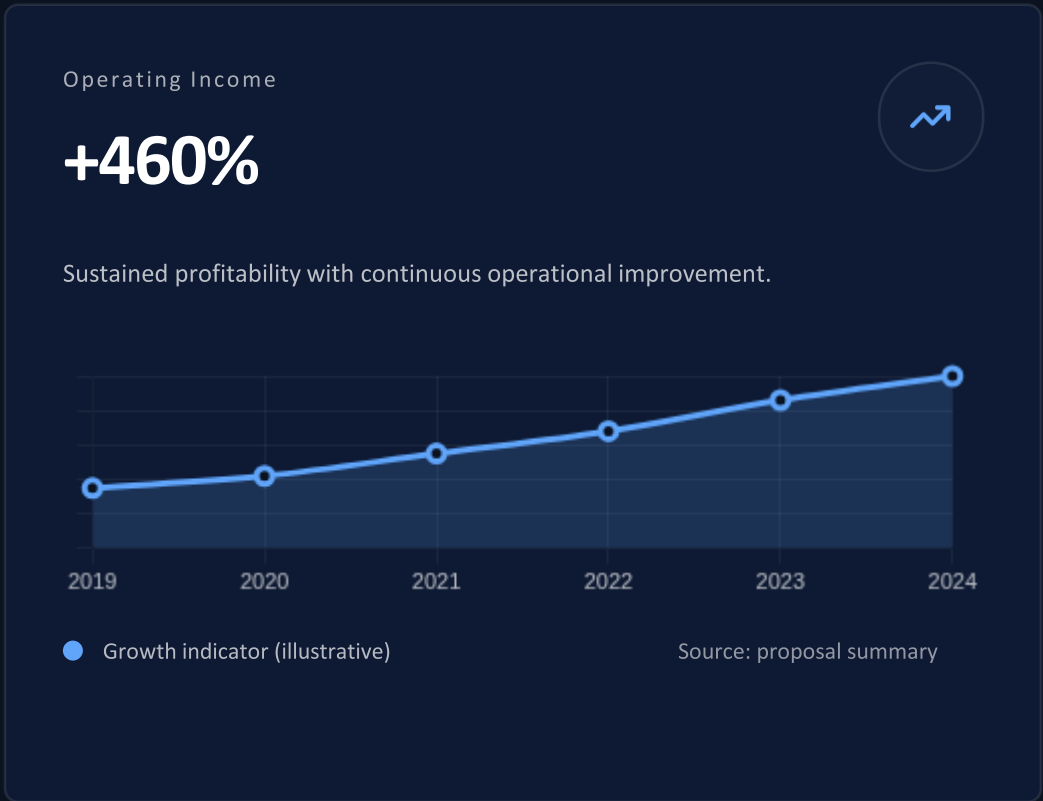 Operating Income
+460%
Sustained profitability with continuous operational improvement.
2019 2020 2021 2022 2023 2024
Growth indicator (illustrative) Source: proposal summary